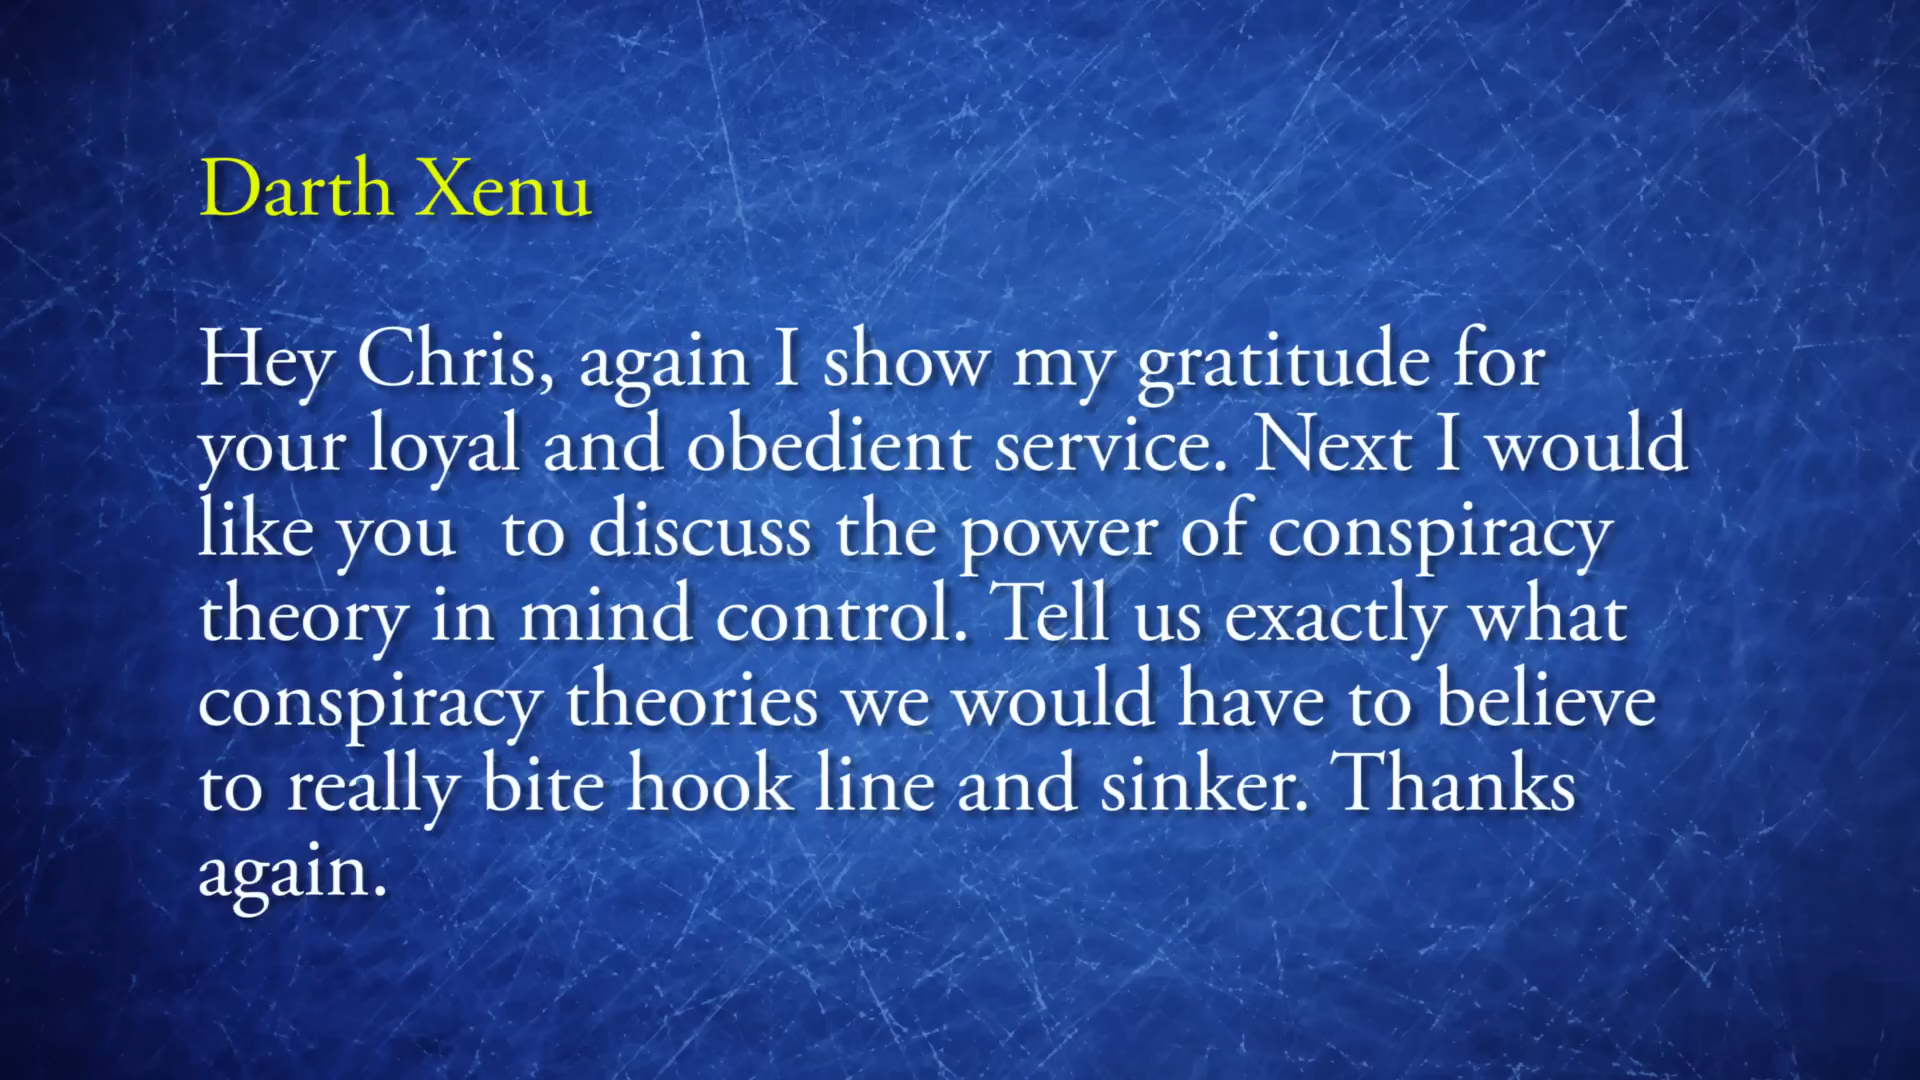 Darth Xenu
Hey Chris, again I show my gratitude for
your loyal and obedient service. Next I would
like you  to discuss the power of conspiracy
theory in mind control. Tell us exactly what
conspiracy theories we would have to believe
to really bite hook line and sinker. Thanks
again.